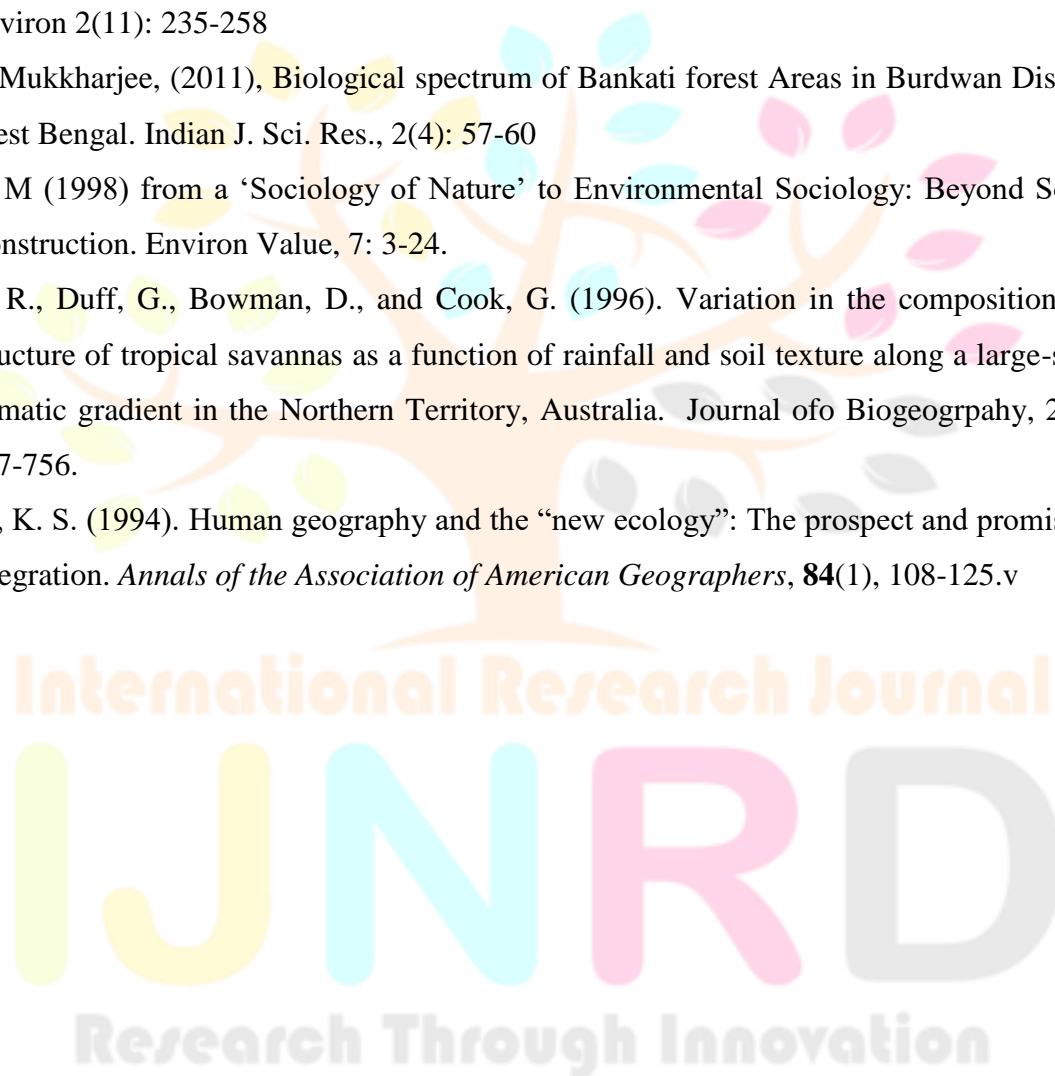 viron 2(11): 235-258
Mukkharjee, (2011), Biological spectrum of Bankati forest Areas in Burdwan Dis
est Bengal. Indian J. Sci. Res., 2(4): 57-60
M (1998) from a ‘Sociology of Nature’ to Environmental Sociology: Beyond So
onstruction. Environ Value, 7: 3-24.
R., Duff, G., Bowman, D., and Cook, G. (1996). Variation in the composition
ucture of tropical savannas as a function of rainfall and soil texture along a large-s
matic gradient in the Northern Territory, Australia. Journal ofo Biogeogrpahy, 2
7-756.
, K. S. (1994). Human geography and the “new ecology”: The prospect and promis
egration. Annals of the Association of American Geographers, 84(1), 108-125.v
International Research Journal
IJNRD
Research Through Innovation